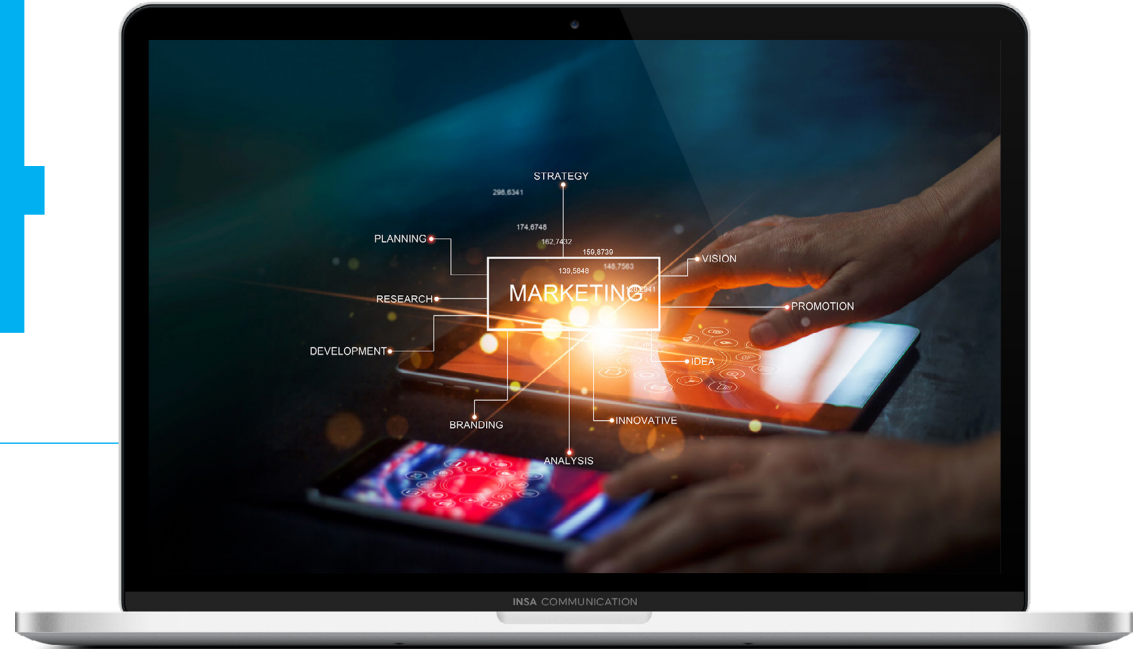 STRATEGY
298,6341
174,6748
PLANNING
162,7432
159,8739
VISION
139,5848
148,7563
MARKETING
RESEARCH
PROMOTION
DEVELOPMENT
IDEA
BRANDING
INNOVATIVE
ANALYSIS
INSA COMMUNICATION